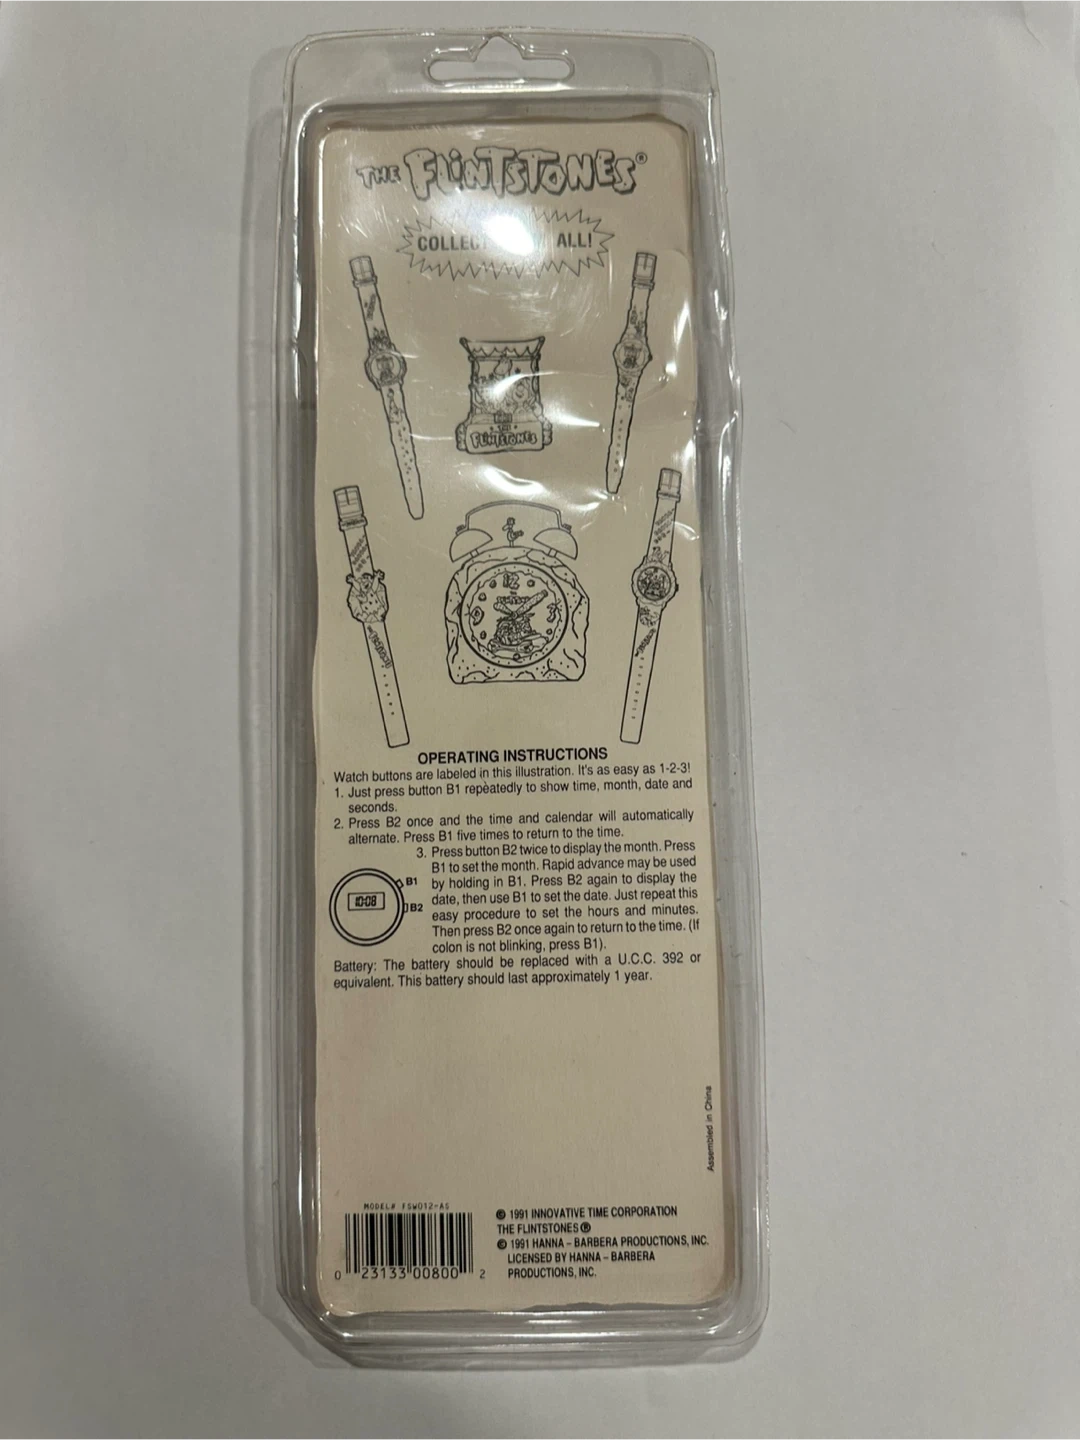 THE FLINTSTONES®
COLLECT ALL!
THE
FLINTSTONES
12
3
OPERATING INSTRUCTIONS
Watch buttons are labeled in this illustration. It's as easy as 1-2-3!
1. Just press button B1 repeatedly to show time, month, date and
seconds.
2. Press B2 once and the time and calendar will automatically
alternate. Press B1 five times to return to the time.
3. Press button B2 twice to display the month. Press
B1 to set the month. Rapid advance may be used
by holding in B1. Press B2 again to display the
date, then use B1 to set the date. Just repeat this
easy procedure to set the hours and minutes.
Then press B2 once again to return to the time. (If
colon is not blinking, press B1).
B1
10:08
B2
Battery: The battery should be replaced with a U.C.C. 392 or
equivalent. This battery should last approximately 1 year.
Assembled in China
MODEL# FSW012-AS
0 23133 00800 2
© 1991 INNOVATIVE TIME CORPORATION
THE FLINTSTONES ®
© 1991 HANNA – BARBERA PRODUCTIONS, INC.
LICENSED BY HANNA – BARBERA
PRODUCTIONS, INC.